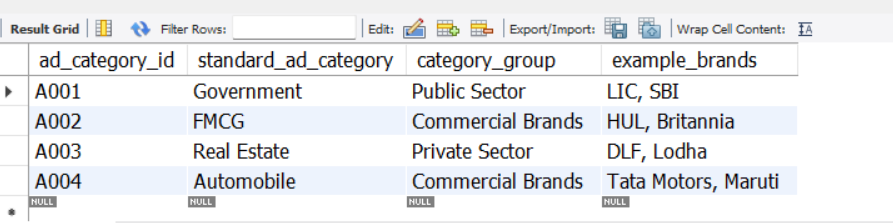 Result Grid Filter Rows: Edit: Export/Import: Wrap Cell Content: IA
ad_category_id standard_ad_category category_group example_brands
A001 Government Public Sector LIC, SBI
A002 FMCG Commercial Brands HUL, Britannia
A003 Real Estate Private Sector DLF, Lodha
A004 Automobile Commercial Brands Tata Motors, Maruti
NULL NULL NULL NULL